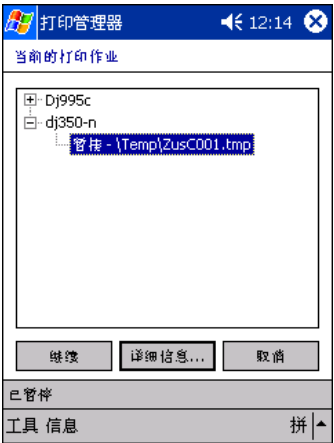 打印管理器 12:14
当前的打印作业
Dj995c
dj350-n
暂停 - \Temp\ZusC001.tmp
继续 详细信息... 取消
已暂停
工具 信息 拼